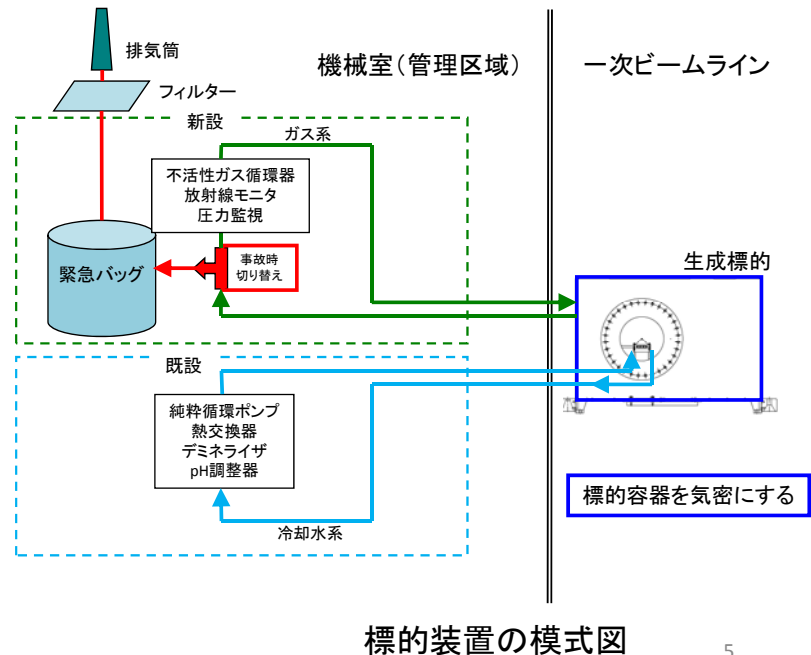 排気筒
機械室(管理区域)
一次ビームライン
フィルター
新設
ガス系
不活性ガス循環器
放射線モニタ
圧力監視
緊急バッグ
事故時
切り替え
生成標的
既設
純粋循環ポンプ
熱交換器
デミネライザ
pH調整器
冷却水系
標的容器を気密にする
標的装置の模式図
5